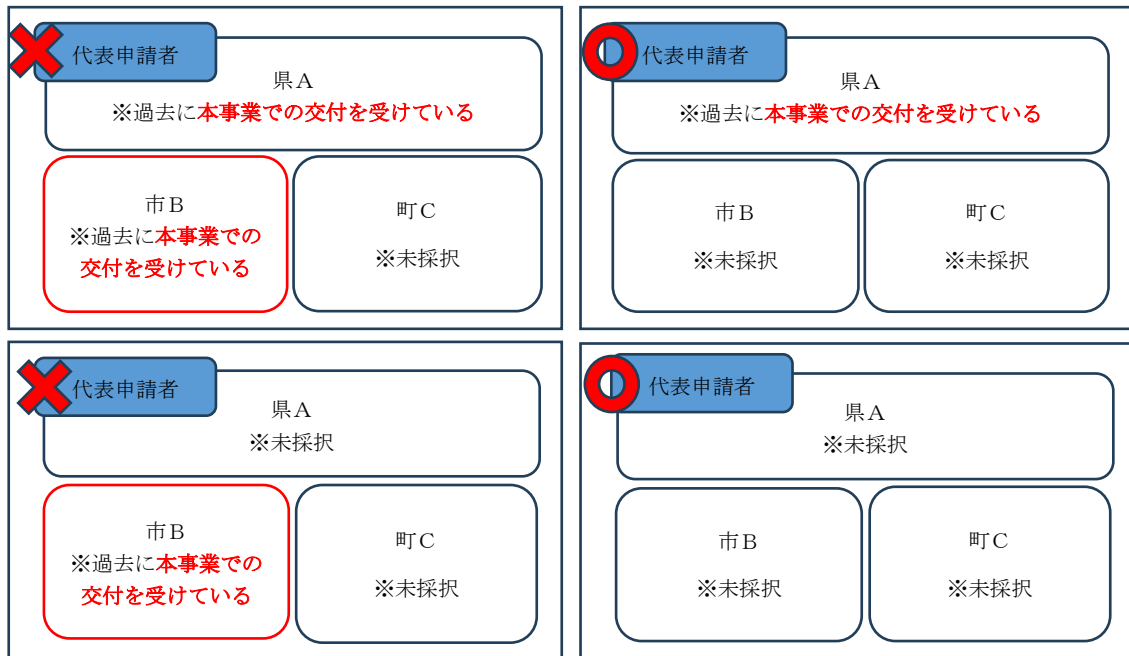 代表申請者
県A
※過去に本事業での交付を受けている
市B
※過去に本事業での
交付を受けている
町C
※未採択
代表申請者
県A
※過去に本事業での交付を受けている
市B
※未採択
町C
※未採択
代表申請者
県A
※未採択
市B
※過去に本事業での
交付を受けている
町C
※未採択
代表申請者
県A
※未採択
市B
※未採択
町C
※未採択